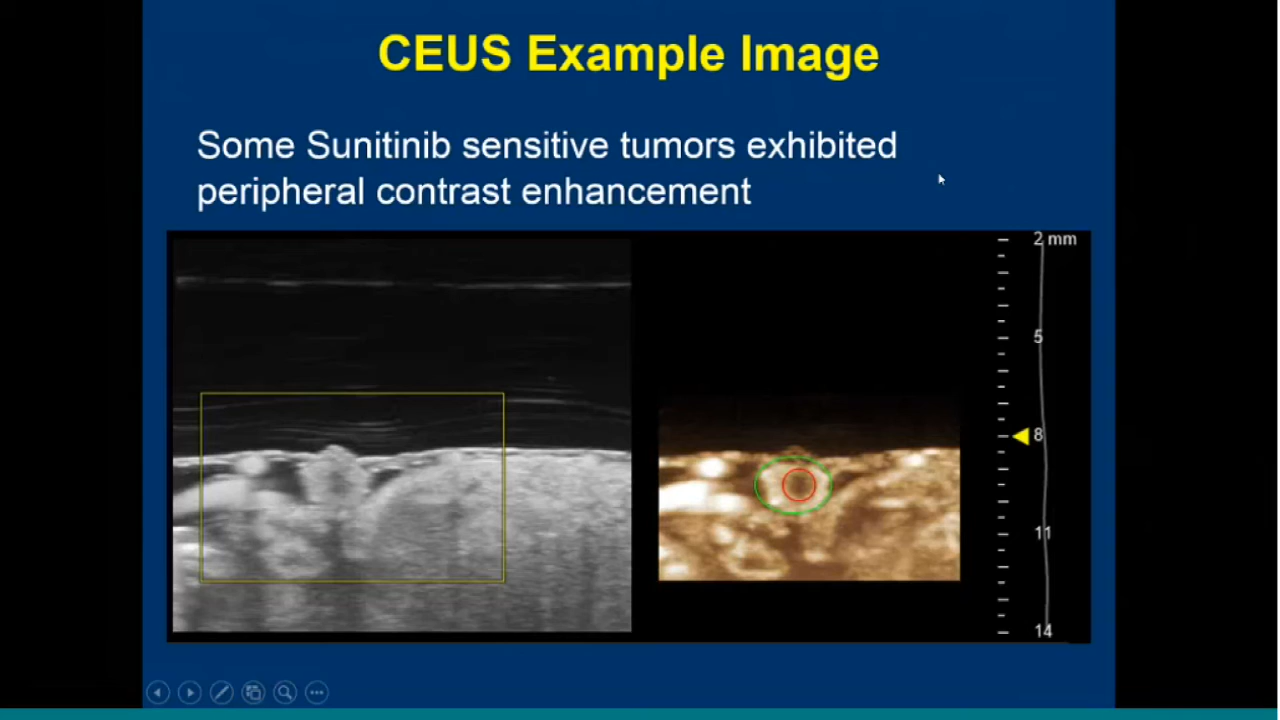 CEUS Example Image
Some Sunitinib sensitive tumors exhibited
peripheral contrast enhancement
2 mm
5
8
11
14